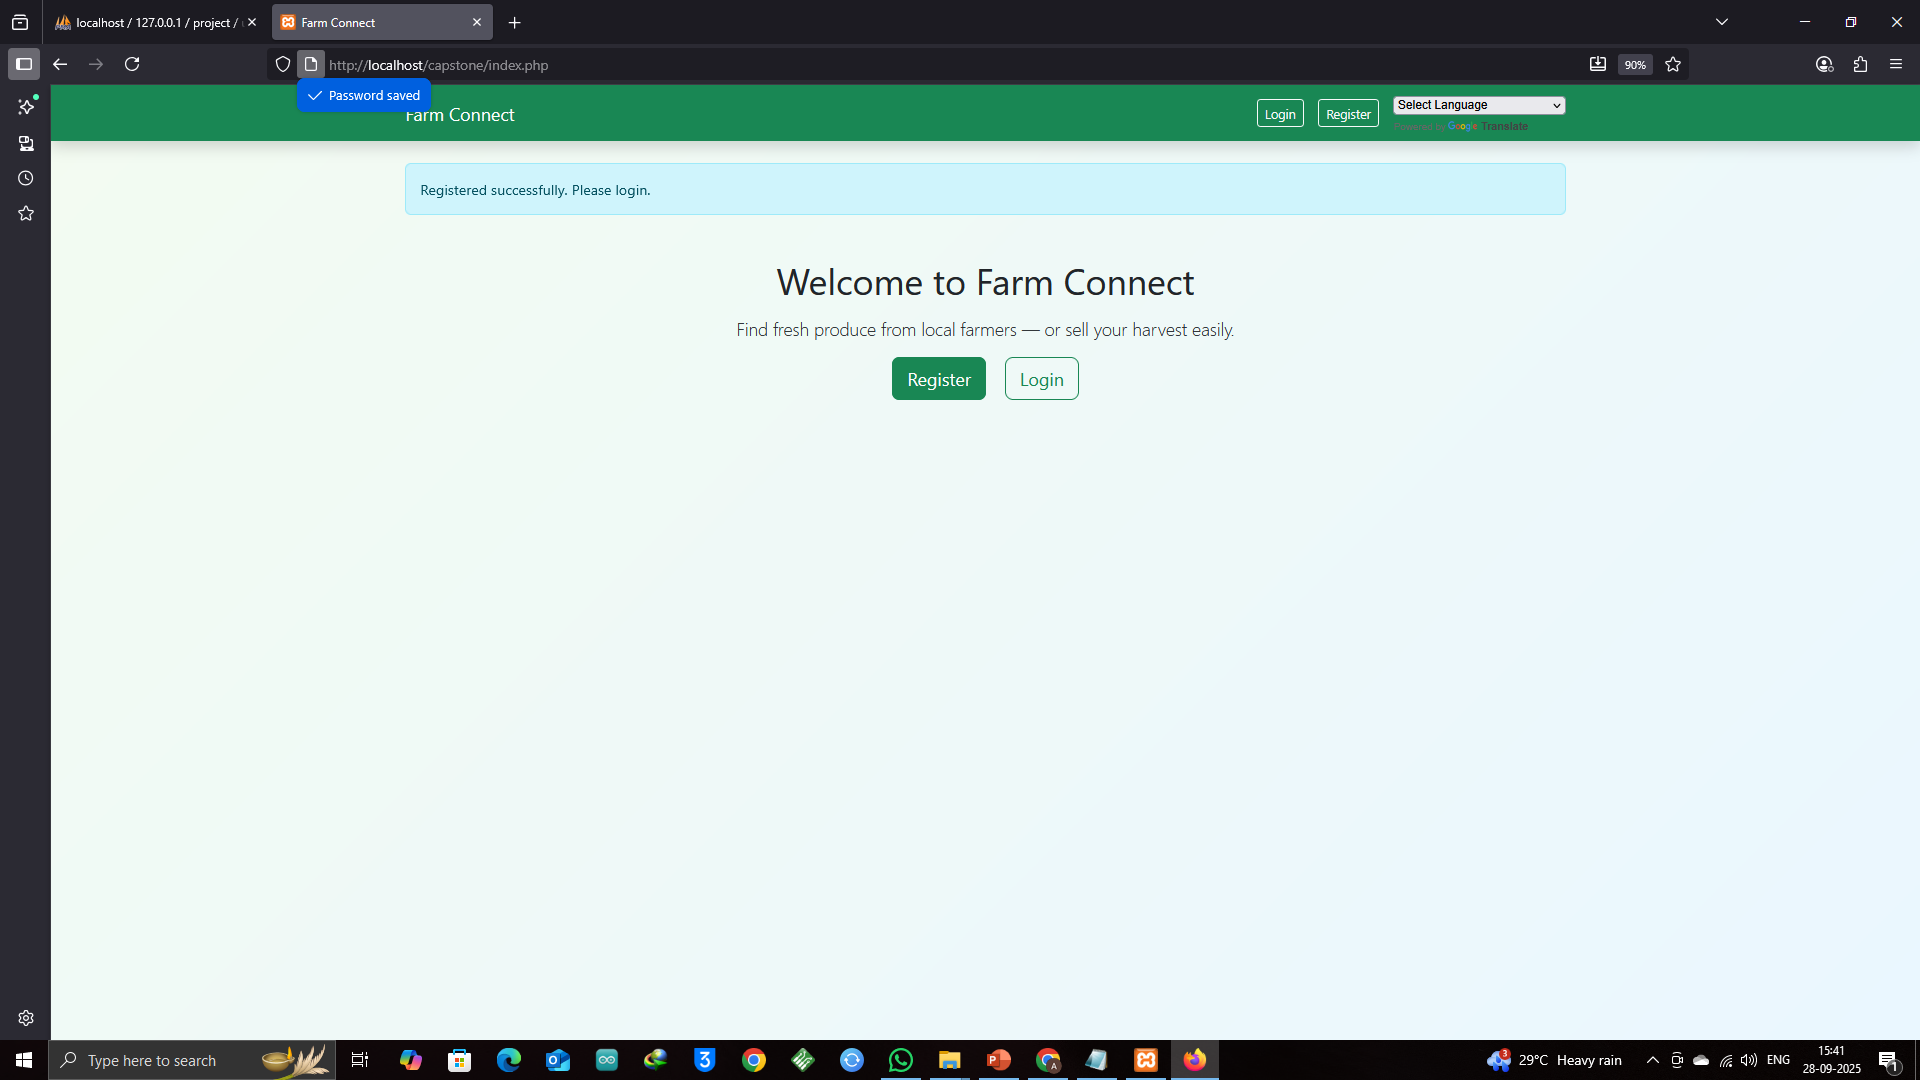 localhost / 127.0.0.1 / project /
Farm Connect
http://localhost/capstone/index.php
90%
Password saved
Farm Connect
Login
Register
Select Language
Powered by Google Translate
Registered successfully. Please login.
Welcome to Farm Connect
Find fresh produce from local farmers — or sell your harvest easily.
Register
Login
Type here to search
3
29°C Heavy rain
ENG
15:41
28-09-2025
1